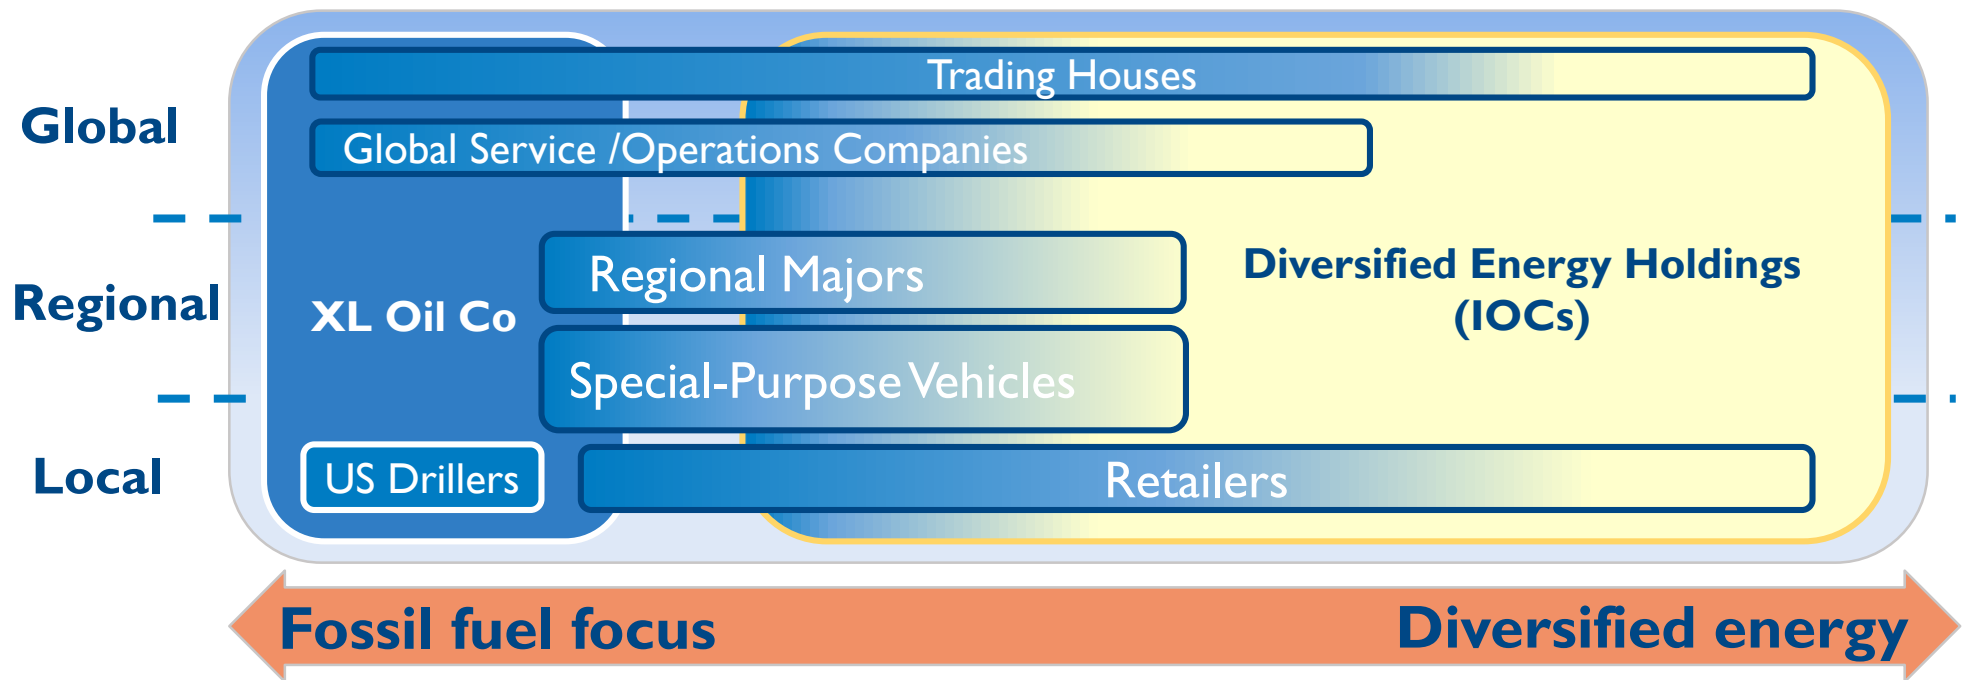 Trading Houses
Global
Global Service /Operations Companies
Regional Majors
Diversified Energy Holdings
(IOCs)
Regional
XL Oil Co
Special-Purpose Vehicles
Local
US Drillers
Retailers
Fossil fuel focus
Diversified energy